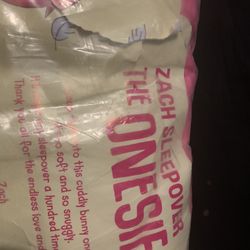 ZACH SLEEPOVER
THE ONESIE
to this cuddly bunny one
so soft and so snuggly.
sleepover a hundred time
Thank you all for the endless love and
Zach